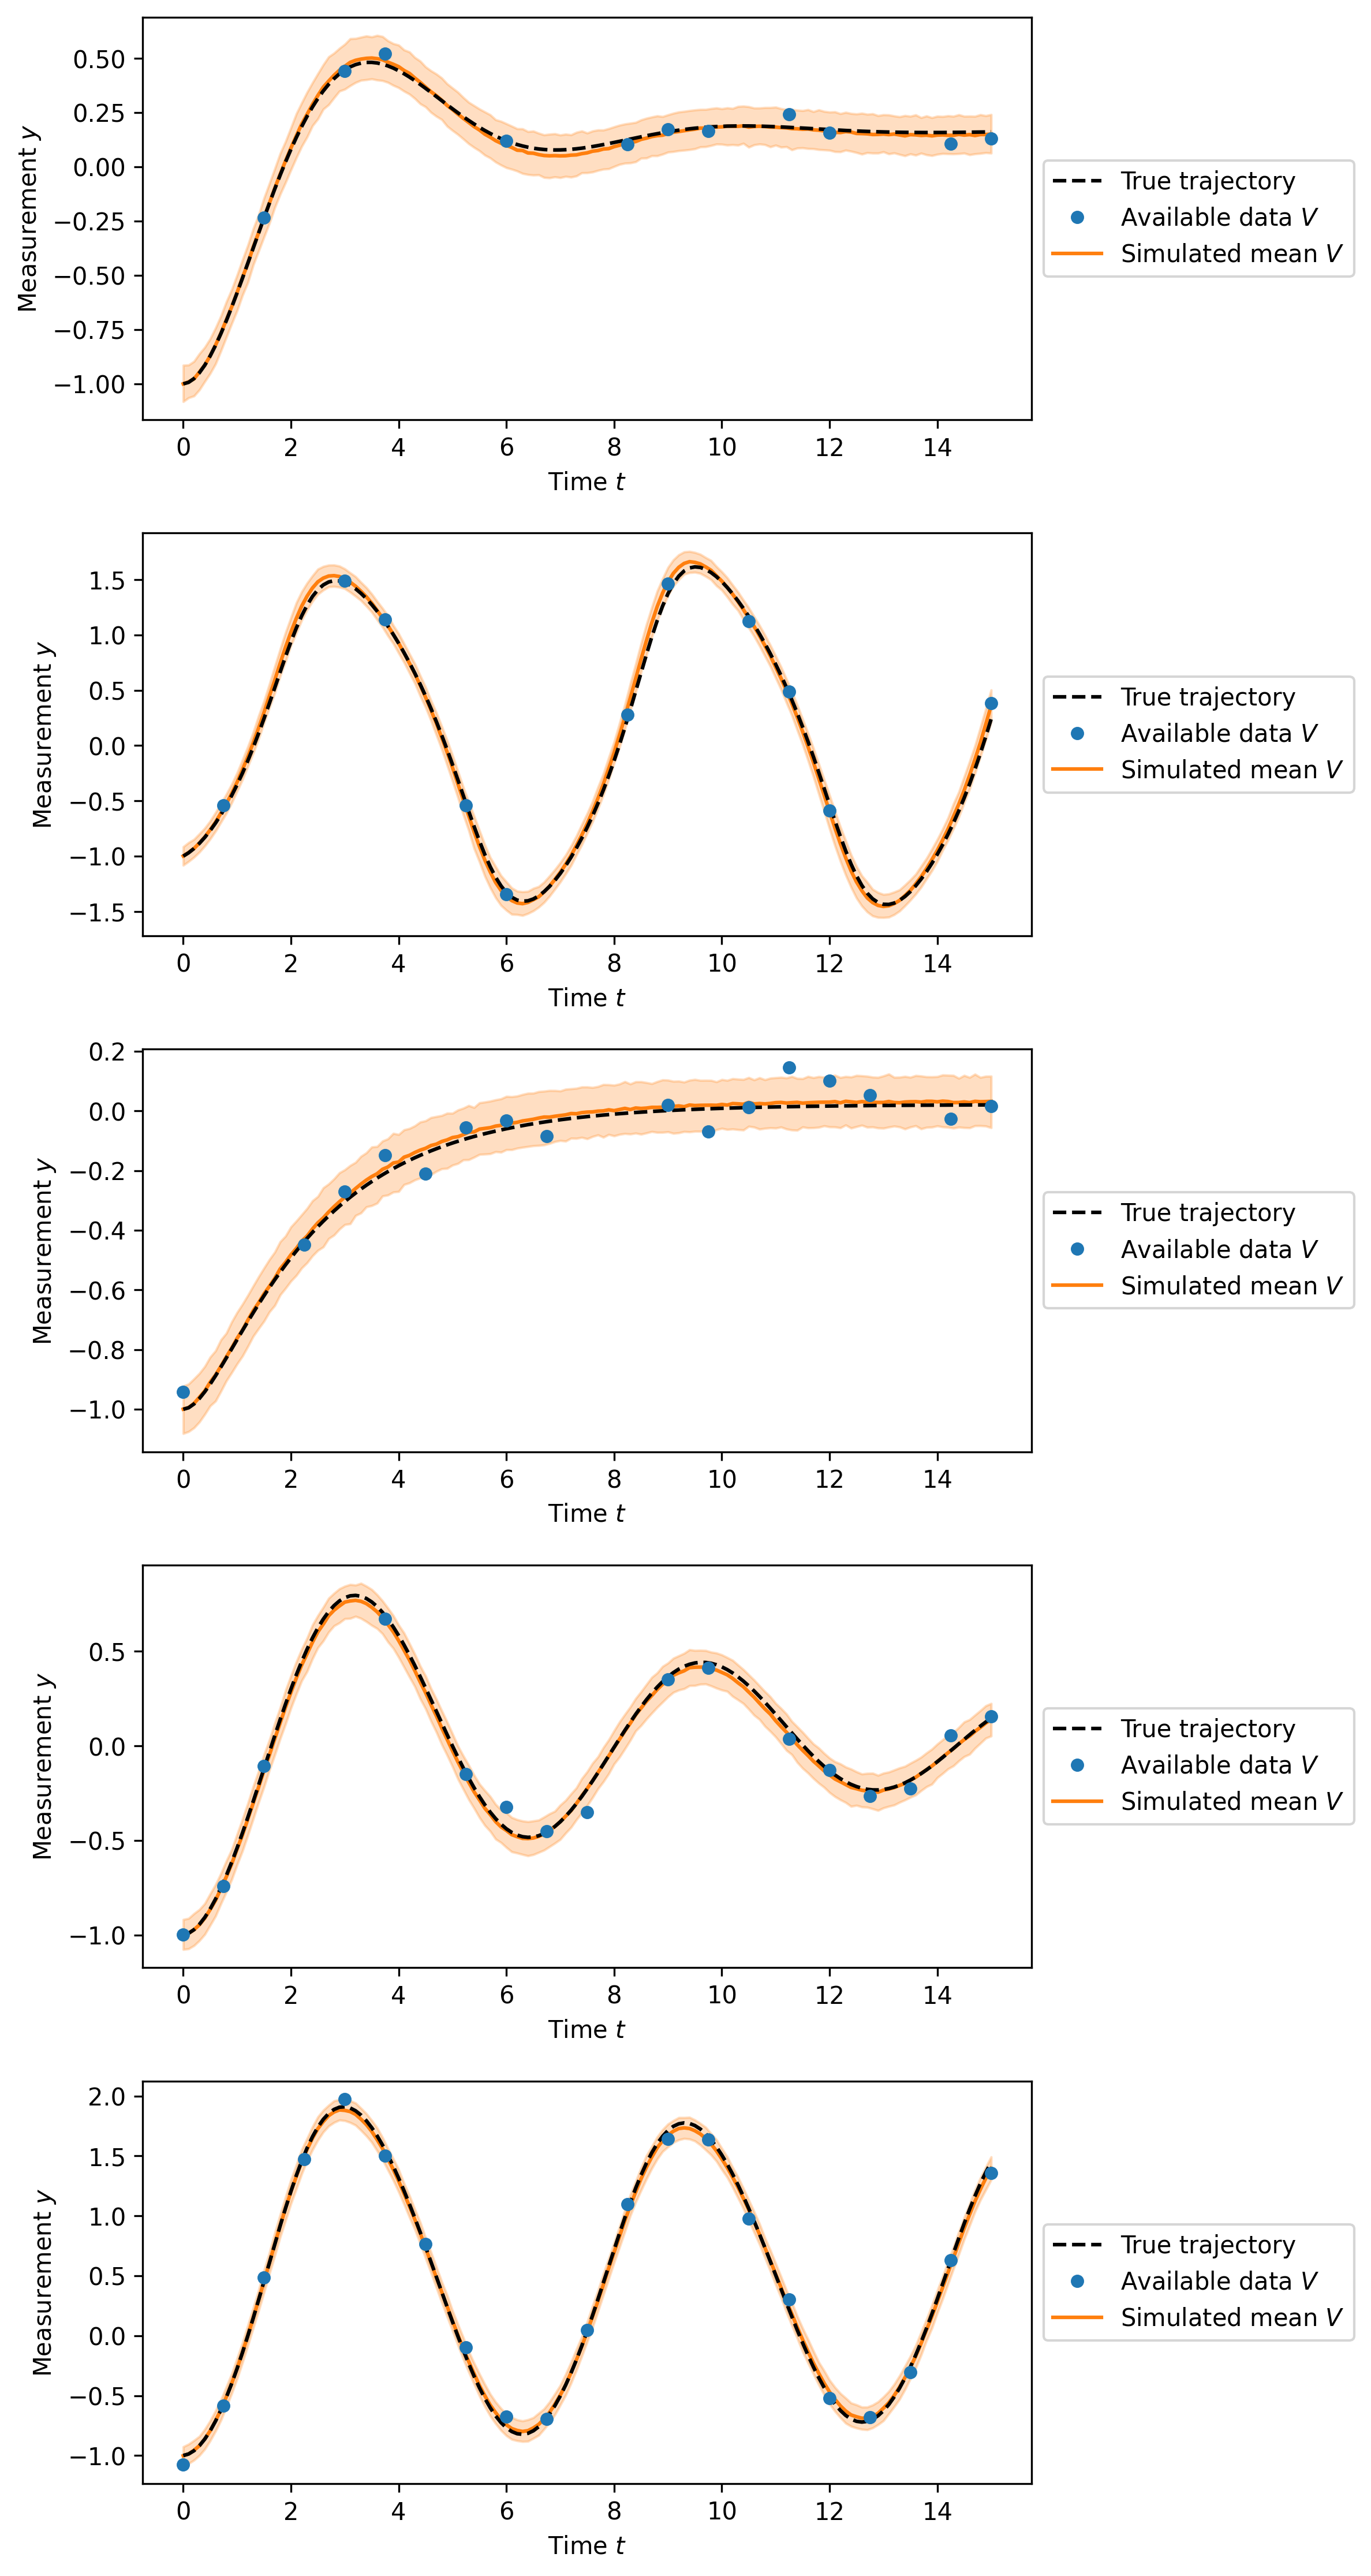 0.50
0.25
0.00
−0.25
−0.50
−0.75
−1.00
Measurement y
0 2 4 6 8 10 12 14
Time t
True trajectory
Available data V
Simulated mean V
1.5
1.0
0.5
0.0
−0.5
−1.0
−1.5
Measurement y
0 2 4 6 8 10 12 14
Time t
True trajectory
Available data V
Simulated mean V
0.2
0.0
−0.2
−0.4
−0.6
−0.8
−1.0
Measurement y
0 2 4 6 8 10 12 14
Time t
True trajectory
Available data V
Simulated mean V
0.5
0.0
−0.5
−1.0
Measurement y
0 2 4 6 8 10 12 14
Time t
True trajectory
Available data V
Simulated mean V
2.0
1.5
1.0
0.5
0.0
−0.5
−1.0
Measurement y
0 2 4 6 8 10 12 14
Time t
True trajectory
Available data V
Simulated mean V